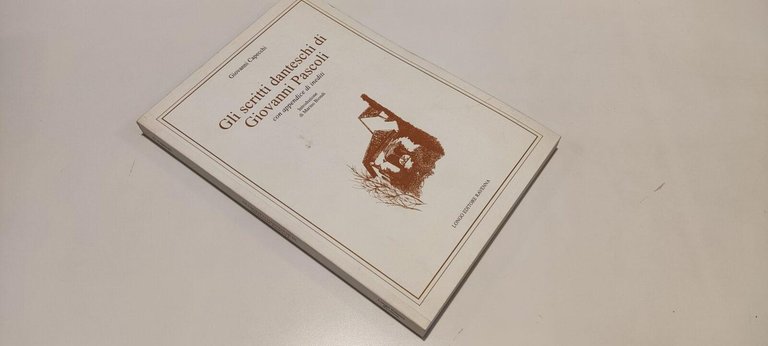 Giovanni Capecchi
Gli scritti danteschi di
Giovanni Pascoli
con appendice di inediti
Introduzione
di Marino Biondi
LONGO EDITORE RAVENNA